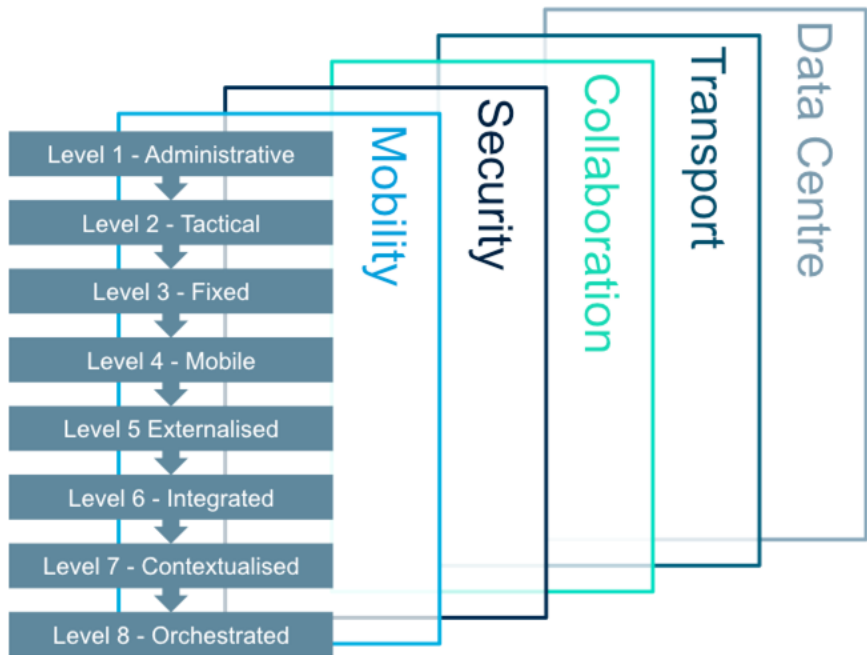 Level 1 - Administrative
Level 2 - Tactical
Level 3 - Fixed
Level 4 - Mobile
Level 5 Externalised
Level 6 - Integrated
Level 7 - Contextualised
Level 8 - Orchestrated
Mobility
Security
Collaboration
Transport
Data Centre